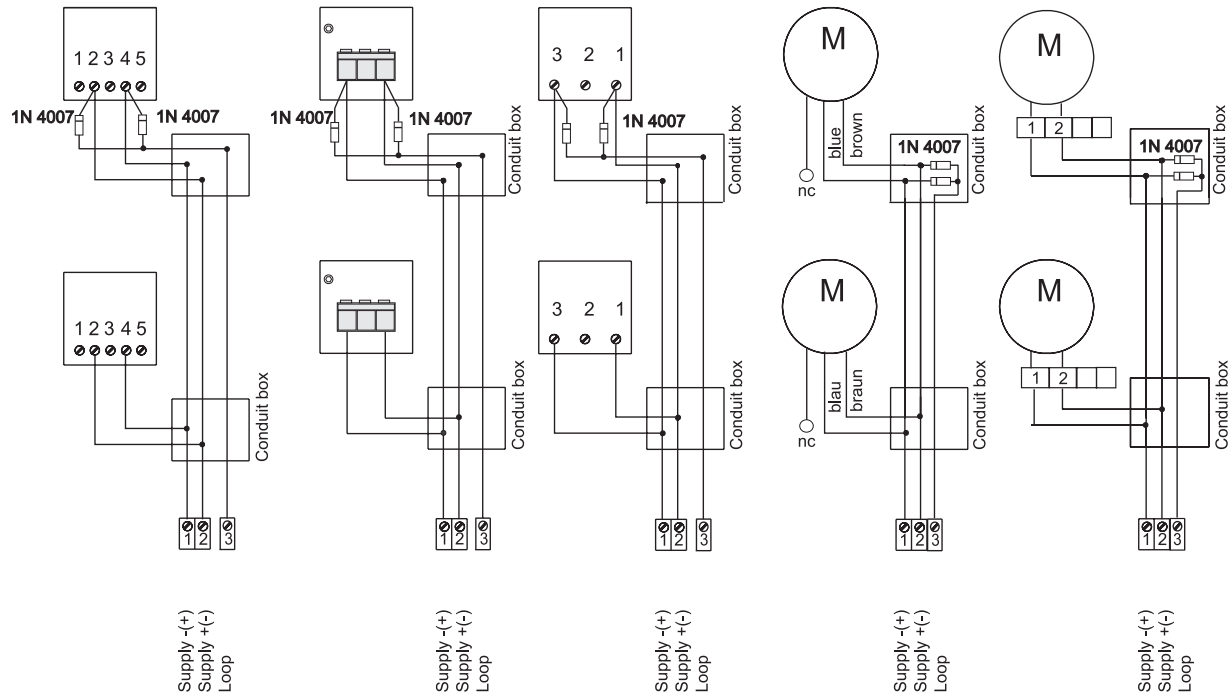 1 2 3 4 5
1N 4007
1N 4007
Conduit box
1 2 3 4 5
Conduit box
1
2
3
Supply -(+)
Supply +(-)
Loop
1N 4007
1N 4007
Conduit box
Conduit box
1
2
3
Supply -(+)
Supply +(-)
Loop
3 2 1
1N 4007
Conduit box
3 2 1
Conduit box
1
2
3
Supply -(+)
Supply +(-)
Loop
M
blue
brown
nc
1N 4007
Conduit box
M
blau
braun
nc
Conduit box
1
2
3
Supply -(+)
Supply +(-)
Loop
M
1 2
1N 4007
Conduit box
M
1 2
Conduit box
1
2
3
Supply -(+)
Supply +(-)
Loop